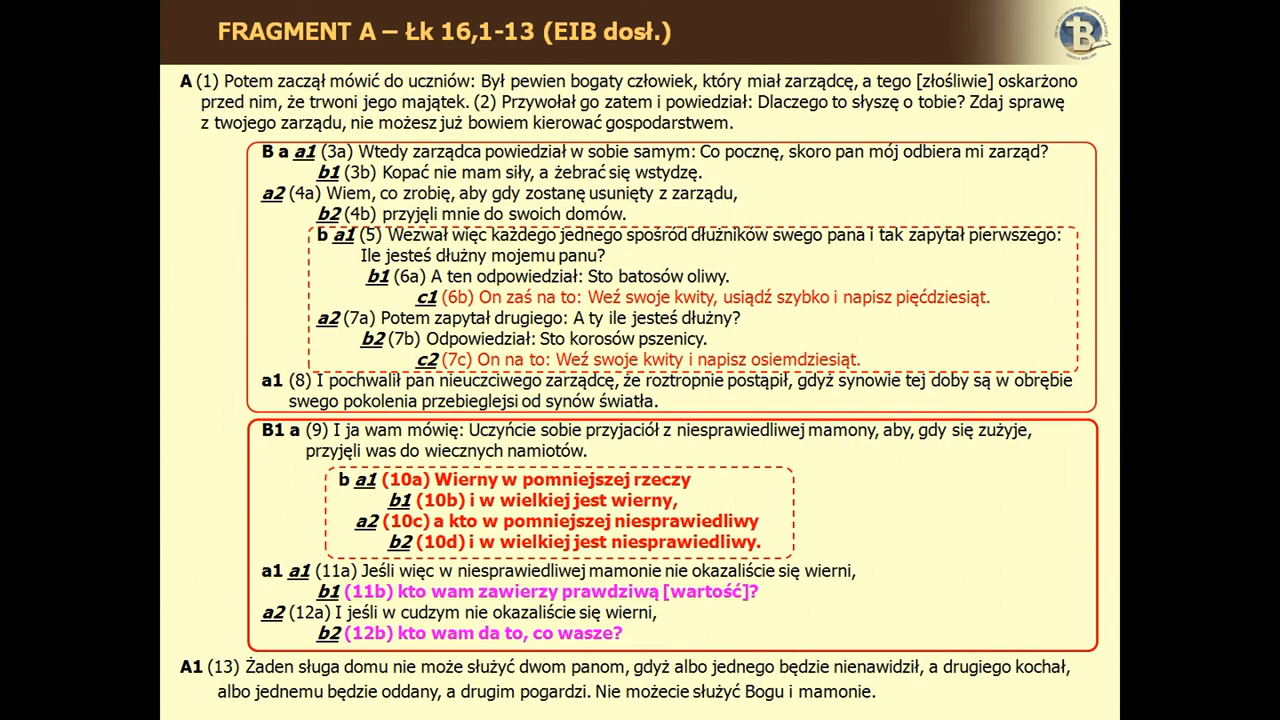 FRAGMENT A – Łk 16,1-13 (EIB dosł.)
A (1) Potem zaczął mówić do uczniów: Był pewien bogaty człowiek, który miał zarządcę, a tego [złośliwie] oskarżono
przed nim, że trwoni jego majątek. (2) Przywołał go zatem i powiedział: Dlaczego to słyszę o tobie? Zdaj sprawę
z twojego zarządu, nie możesz już bowiem kierować gospodarstwem.
B a a1 (3a) Wtedy zarządca powiedział w sobie samym: Co pocznę, skoro pan mój odbiera mi zarząd?
b1 (3b) Kopać nie mam siły, a żebrać się wstydzę.
a2 (4a) Wiem, co zrobię, aby gdy zostanę usunięty z zarządu,
b2 (4b) przyjęli mnie do swoich domów.
b a1 (5) Wezwał więc każdego jednego spośród dłużników swego pana i tak zapytał pierwszego:
Ile jesteś dłużny mojemu panu?
b1 (6a) A ten odpowiedział: Sto batosów oliwy.
c1 (6b) On zaś na to: Weź swoje kwity, usiądź szybko i napisz pięćdziesiąt.
a2 (7a) Potem zapytał drugiego: A ty ile jesteś dłużny?
b2 (7b) Odpowiedział: Sto korosów pszenicy.
c2 (7c) On na to: Weź swoje kwity i napisz osiemdziesiąt.
a1 (8) I pochwalił pan nieuczciwego zarządcę, że roztropnie postąpił, gdyż synowie tej doby są w obrębie
swego pokolenia przebieglejsi od synów światła.
B1 a (9) I ja wam mówię: Uczyńcie sobie przyjaciół z niesprawiedliwej mamony, aby, gdy się zużyje,
przyjęli was do wiecznych namiotów.
b a1 (10a) Wierny w pomniejszej rzeczy
b1 (10b) i w wielkiej jest wierny,
a2 (10c) a kto w pomniejszej niesprawiedliwy
b2 (10d) i w wielkiej jest niesprawiedliwy.
a1 a1 (11a) Jeśli więc w niesprawiedliwej mamonie nie okazaliście się wierni,
b1 (11b) kto wam zawierzy prawdziwą [wartość]?
a2 (12a) I jeśli w cudzym nie okazaliście się wierni,
b2 (12b) kto wam da to, co wasze?
A1 (13) Żaden sługa domu nie może służyć dwom panom, gdyż albo jednego będzie nienawidził, a drugiego kochał,
albo jednemu będzie oddany, a drugim pogardzi. Nie możecie służyć Bogu i mamonie.